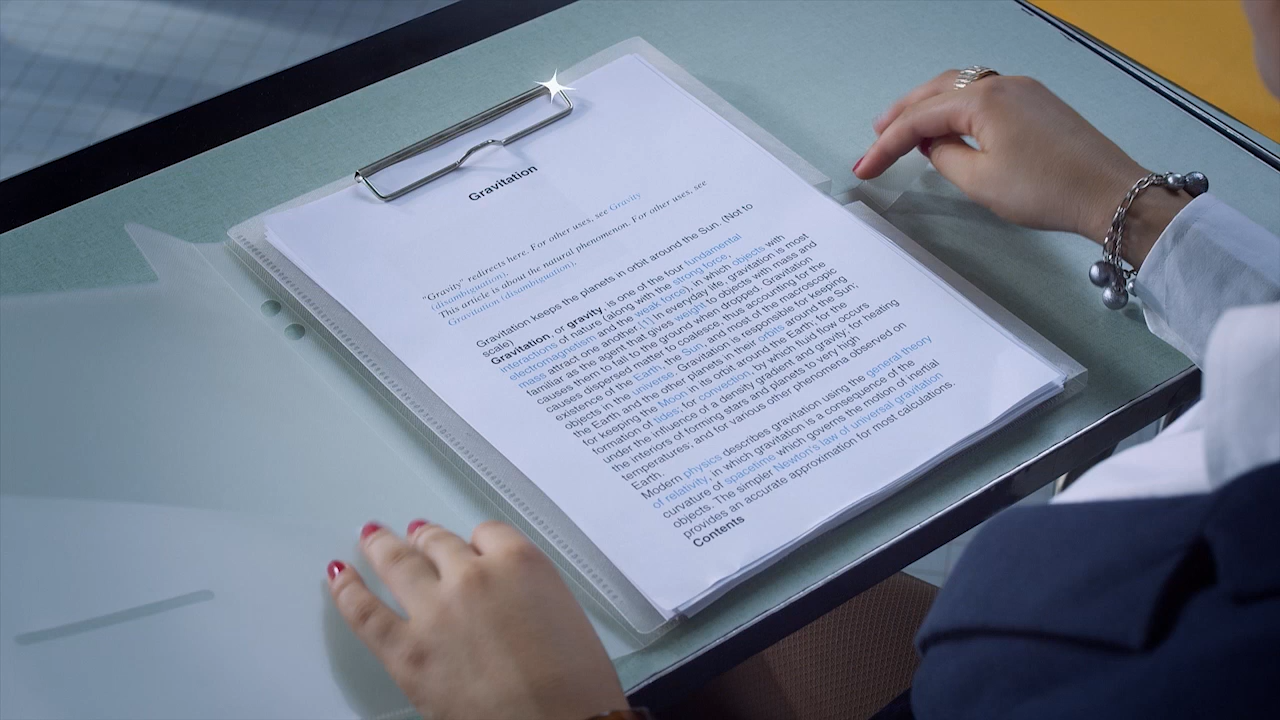 Gravitation
"Gravity" redirects here. For other uses, see Gravity
(disambiguation).
This article is about the natural phenomenon. For other uses, see
Gravitation (disambiguation).
Gravitation keeps the planets in orbit around the Sun. (Not to
scale)
Gravitation, or gravity, is one of the four fundamental
interactions of nature (along with the strong force,
electromagnetism and the weak force), in which objects with
mass attract one another.[1] In everyday life, gravitation is most
familiar as the agent that gives weight to objects with mass and
causes them to fall to the ground when dropped. Gravitation
causes dispersed matter to coalesce, thus accounting for the
existence of the Earth, the Sun, and most of the macroscopic
objects in the universe. Gravitation is responsible for keeping
the Earth and the other planets in their orbits around the Sun;
for keeping the Moon in its orbit around the Earth; for the
formation of tides; for convection, by which fluid flow occurs
under the influence of a density gradient and gravity; for heating
the interiors of forming stars and planets to very high
temperatures; and for various other phenomena observed on
Earth.
Modern physics describes gravitation using the general theory
of relativity, in which gravitation is a consequence of the
curvature of spacetime which governs the motion of inertial
objects. The simpler Newton's law of universal gravitation
provides an accurate approximation for most calculations.
Contents